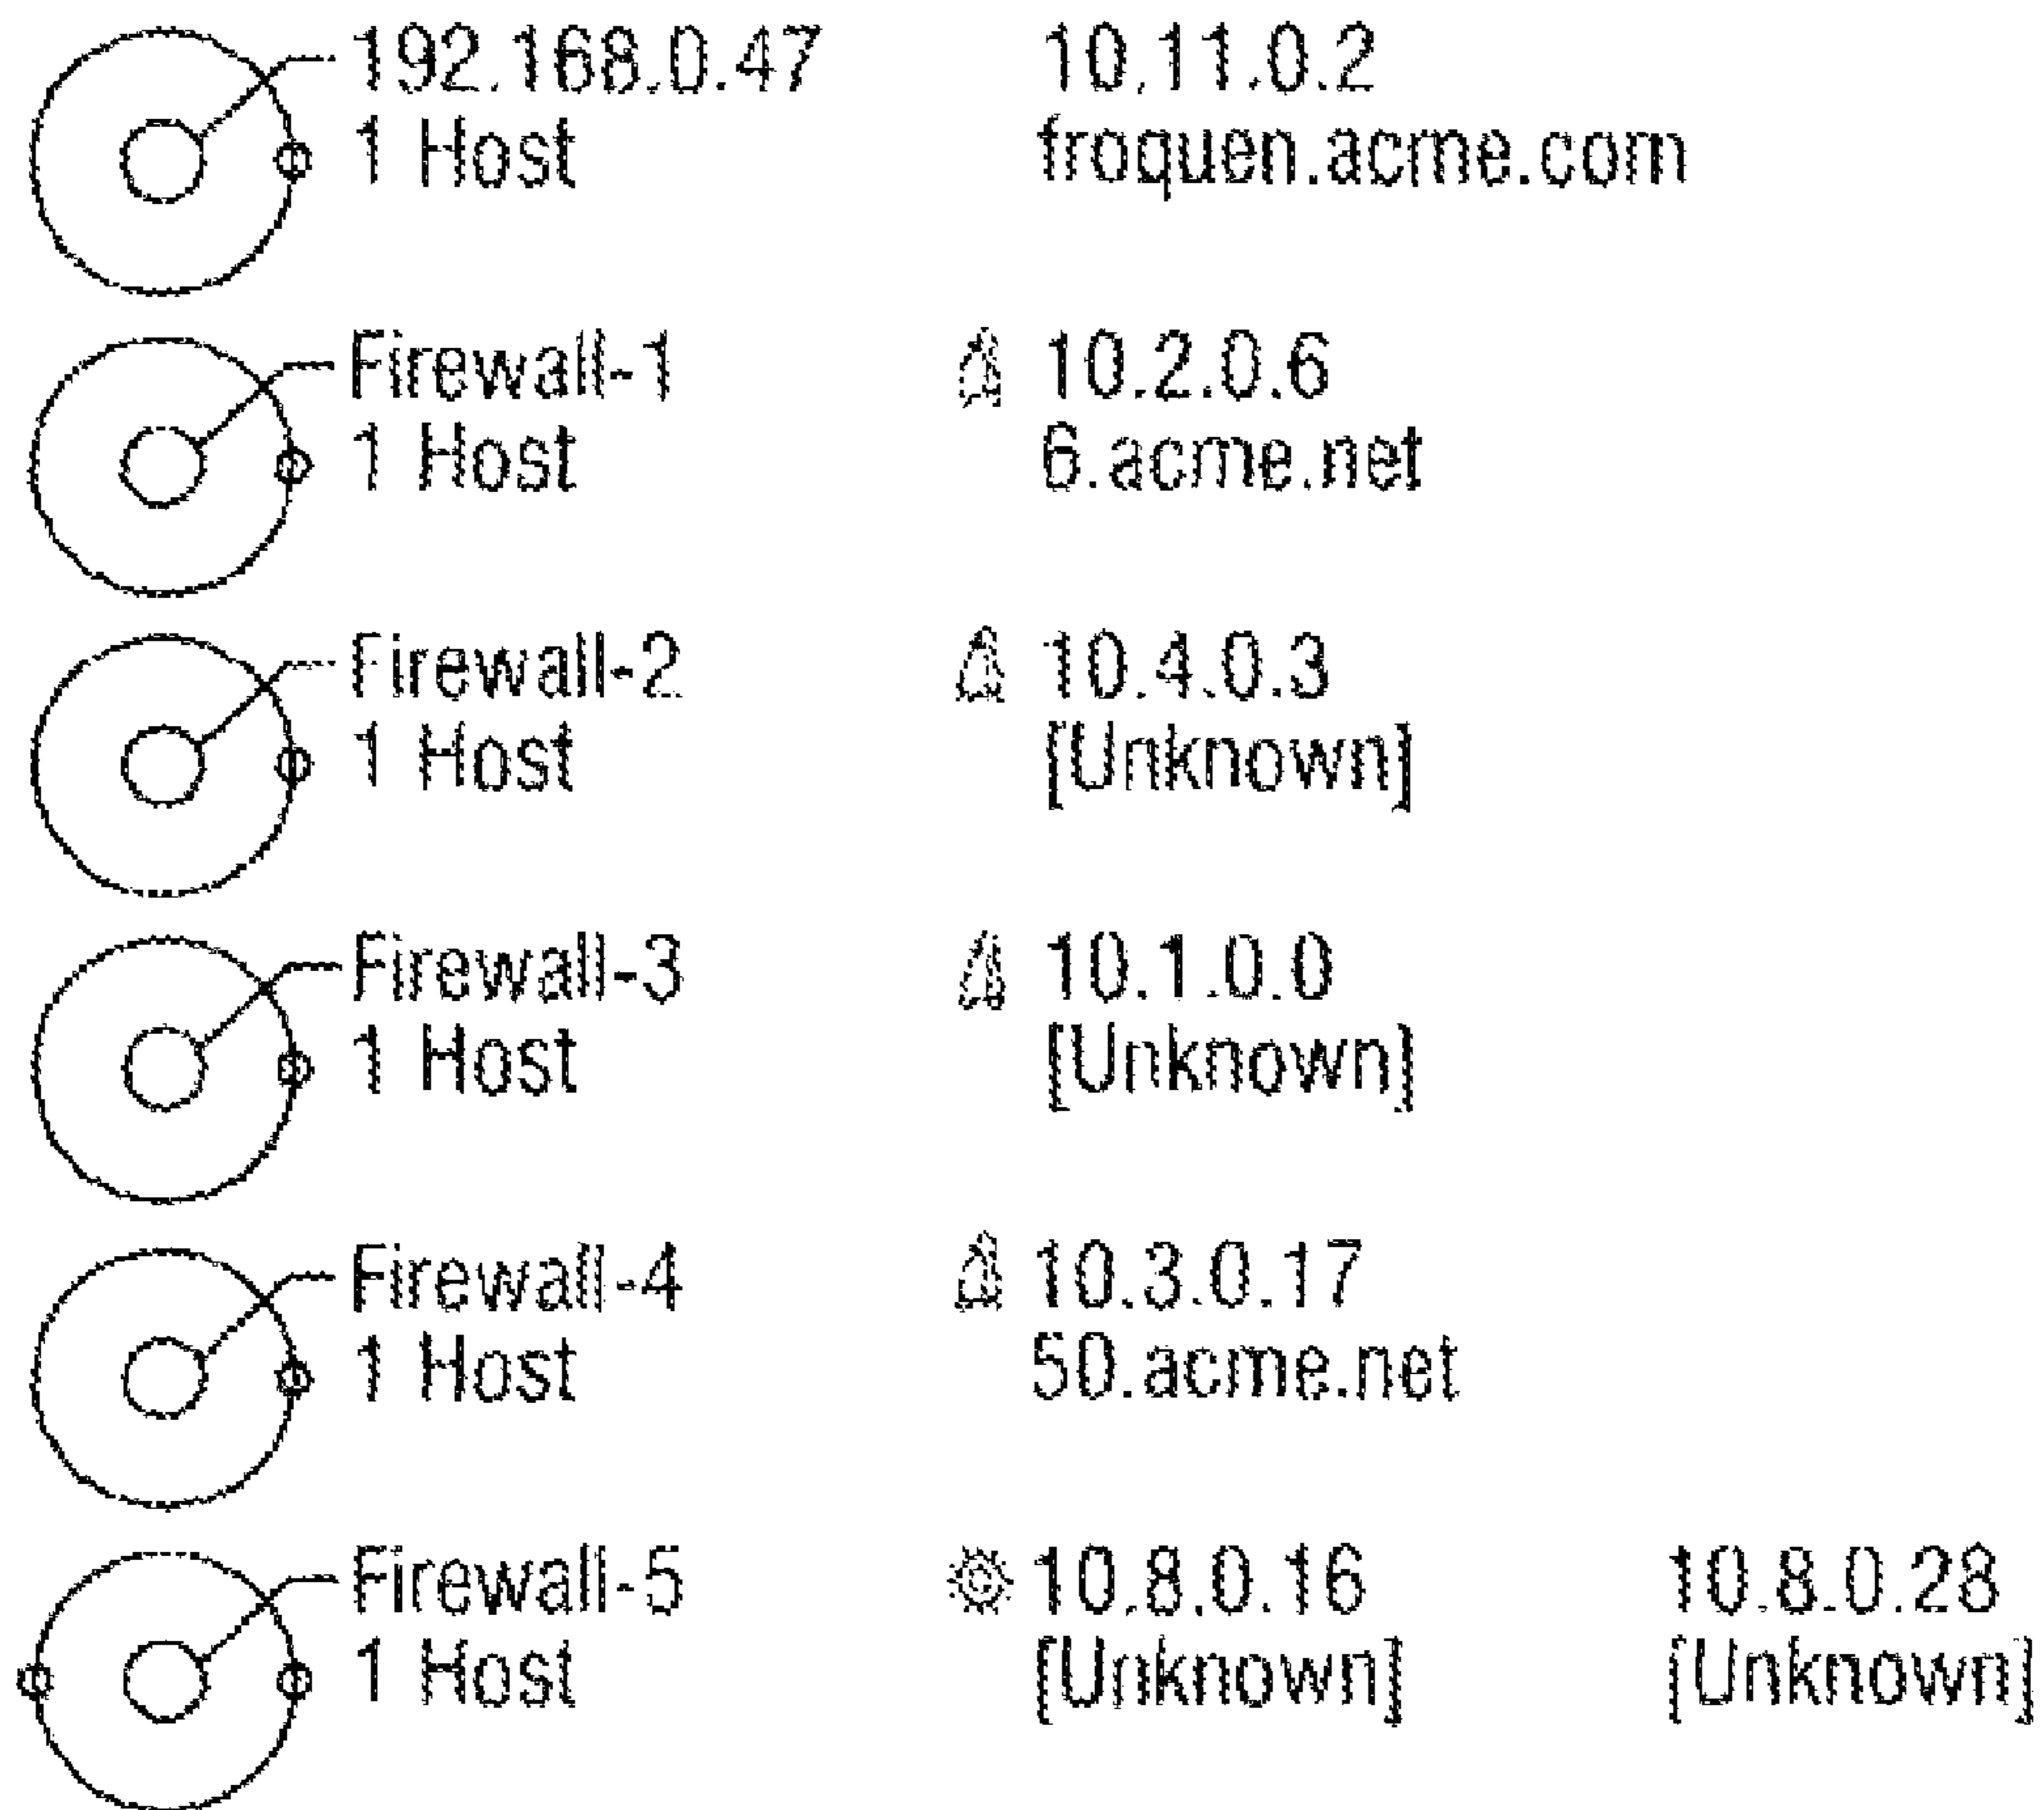 192.168.0.47 10.11.0.2
1 Host froquen.acme.com
Firewall-1 10.2.0.6
1 Host 6.acme.net
Firewall-2 10.4.0.3
1 Host [Unknown]
Firewall-3 10.1.0.0
1 Host [Unknown]
Firewall-4 10.3.0.17
1 Host 50.acme.net
Firewall-5 10.8.0.16 10.8.0.28
1 Host [Unknown] [Unknown]